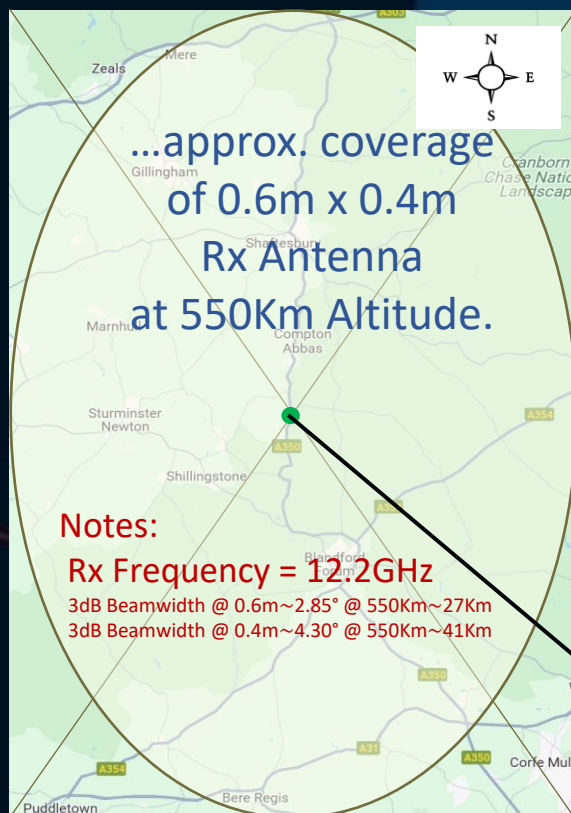 A303
Mere
Zeals
N
W E
S
...approx. coverage
of 0.6m x 0.4m
Rx Antenna
at 550Km Altitude.
Gillingham
Cranborne
Chase Natio
Landscap
Shaftesbury
Marnhull
Compton
Abbas
Sturminster
Newton
A354
A350
Shillingstone
Notes:
Blandford
Forum
Rx Frequency = 12.2GHz
3dB Beamwidth @ 0.6m~2.85° @ 550Km~27Km
3dB Beamwidth @ 0.4m~4.30° @ 550Km~41Km
A350
A31
A350
Corfe Mul
A354
Bere Regis
Puddletown